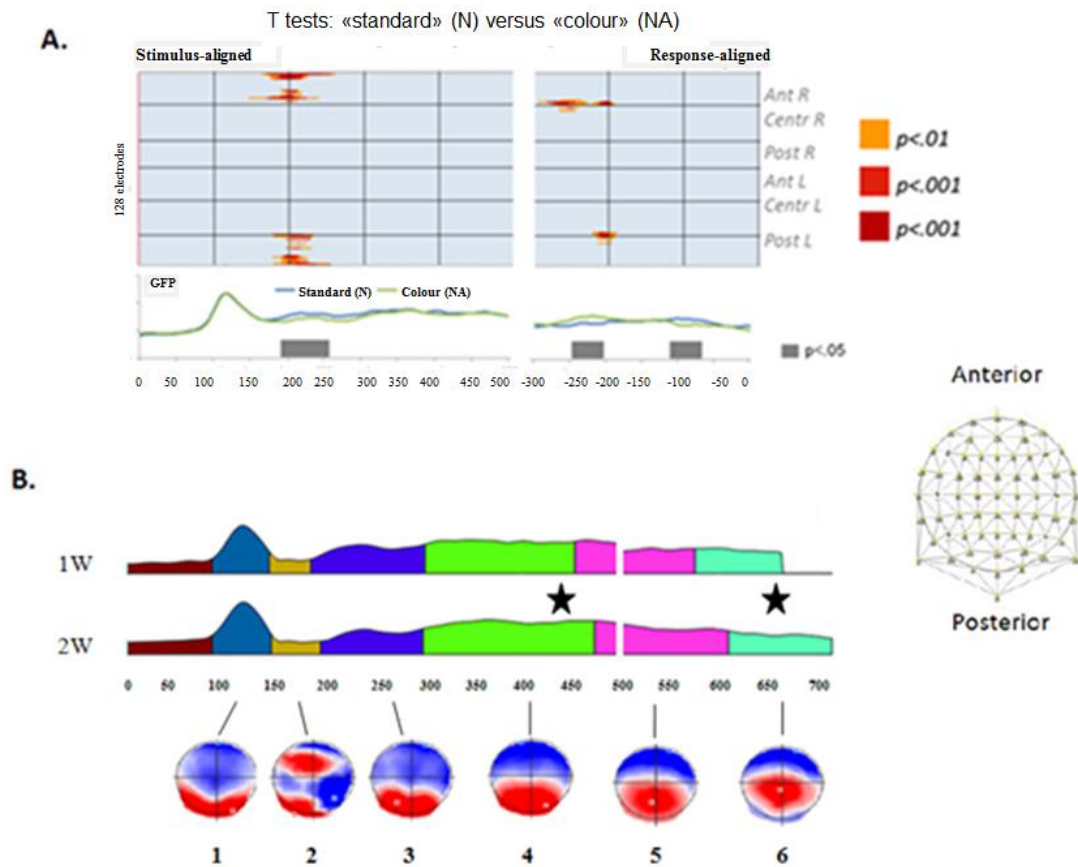 T tests: «standard» (N) versus «colour» (NA)
A.
Stimulus-aligned
Response-aligned
128 electrodes
Ant R
Centr R
Post R
Ant L
Centr L
Post L
p<.01
p<.001
p<.001
GFP
Standard (N) Colour (NA)
p<.05
0 50 100 150 200 250 300 350 400 450 500
-300 -250 -200 -150 -100 -50 0
Anterior
Posterior
B.
1W
2W
0 50 100 150 200 250 300 350 400 450 500 550 600 650 700
1 2 3 4 5 6